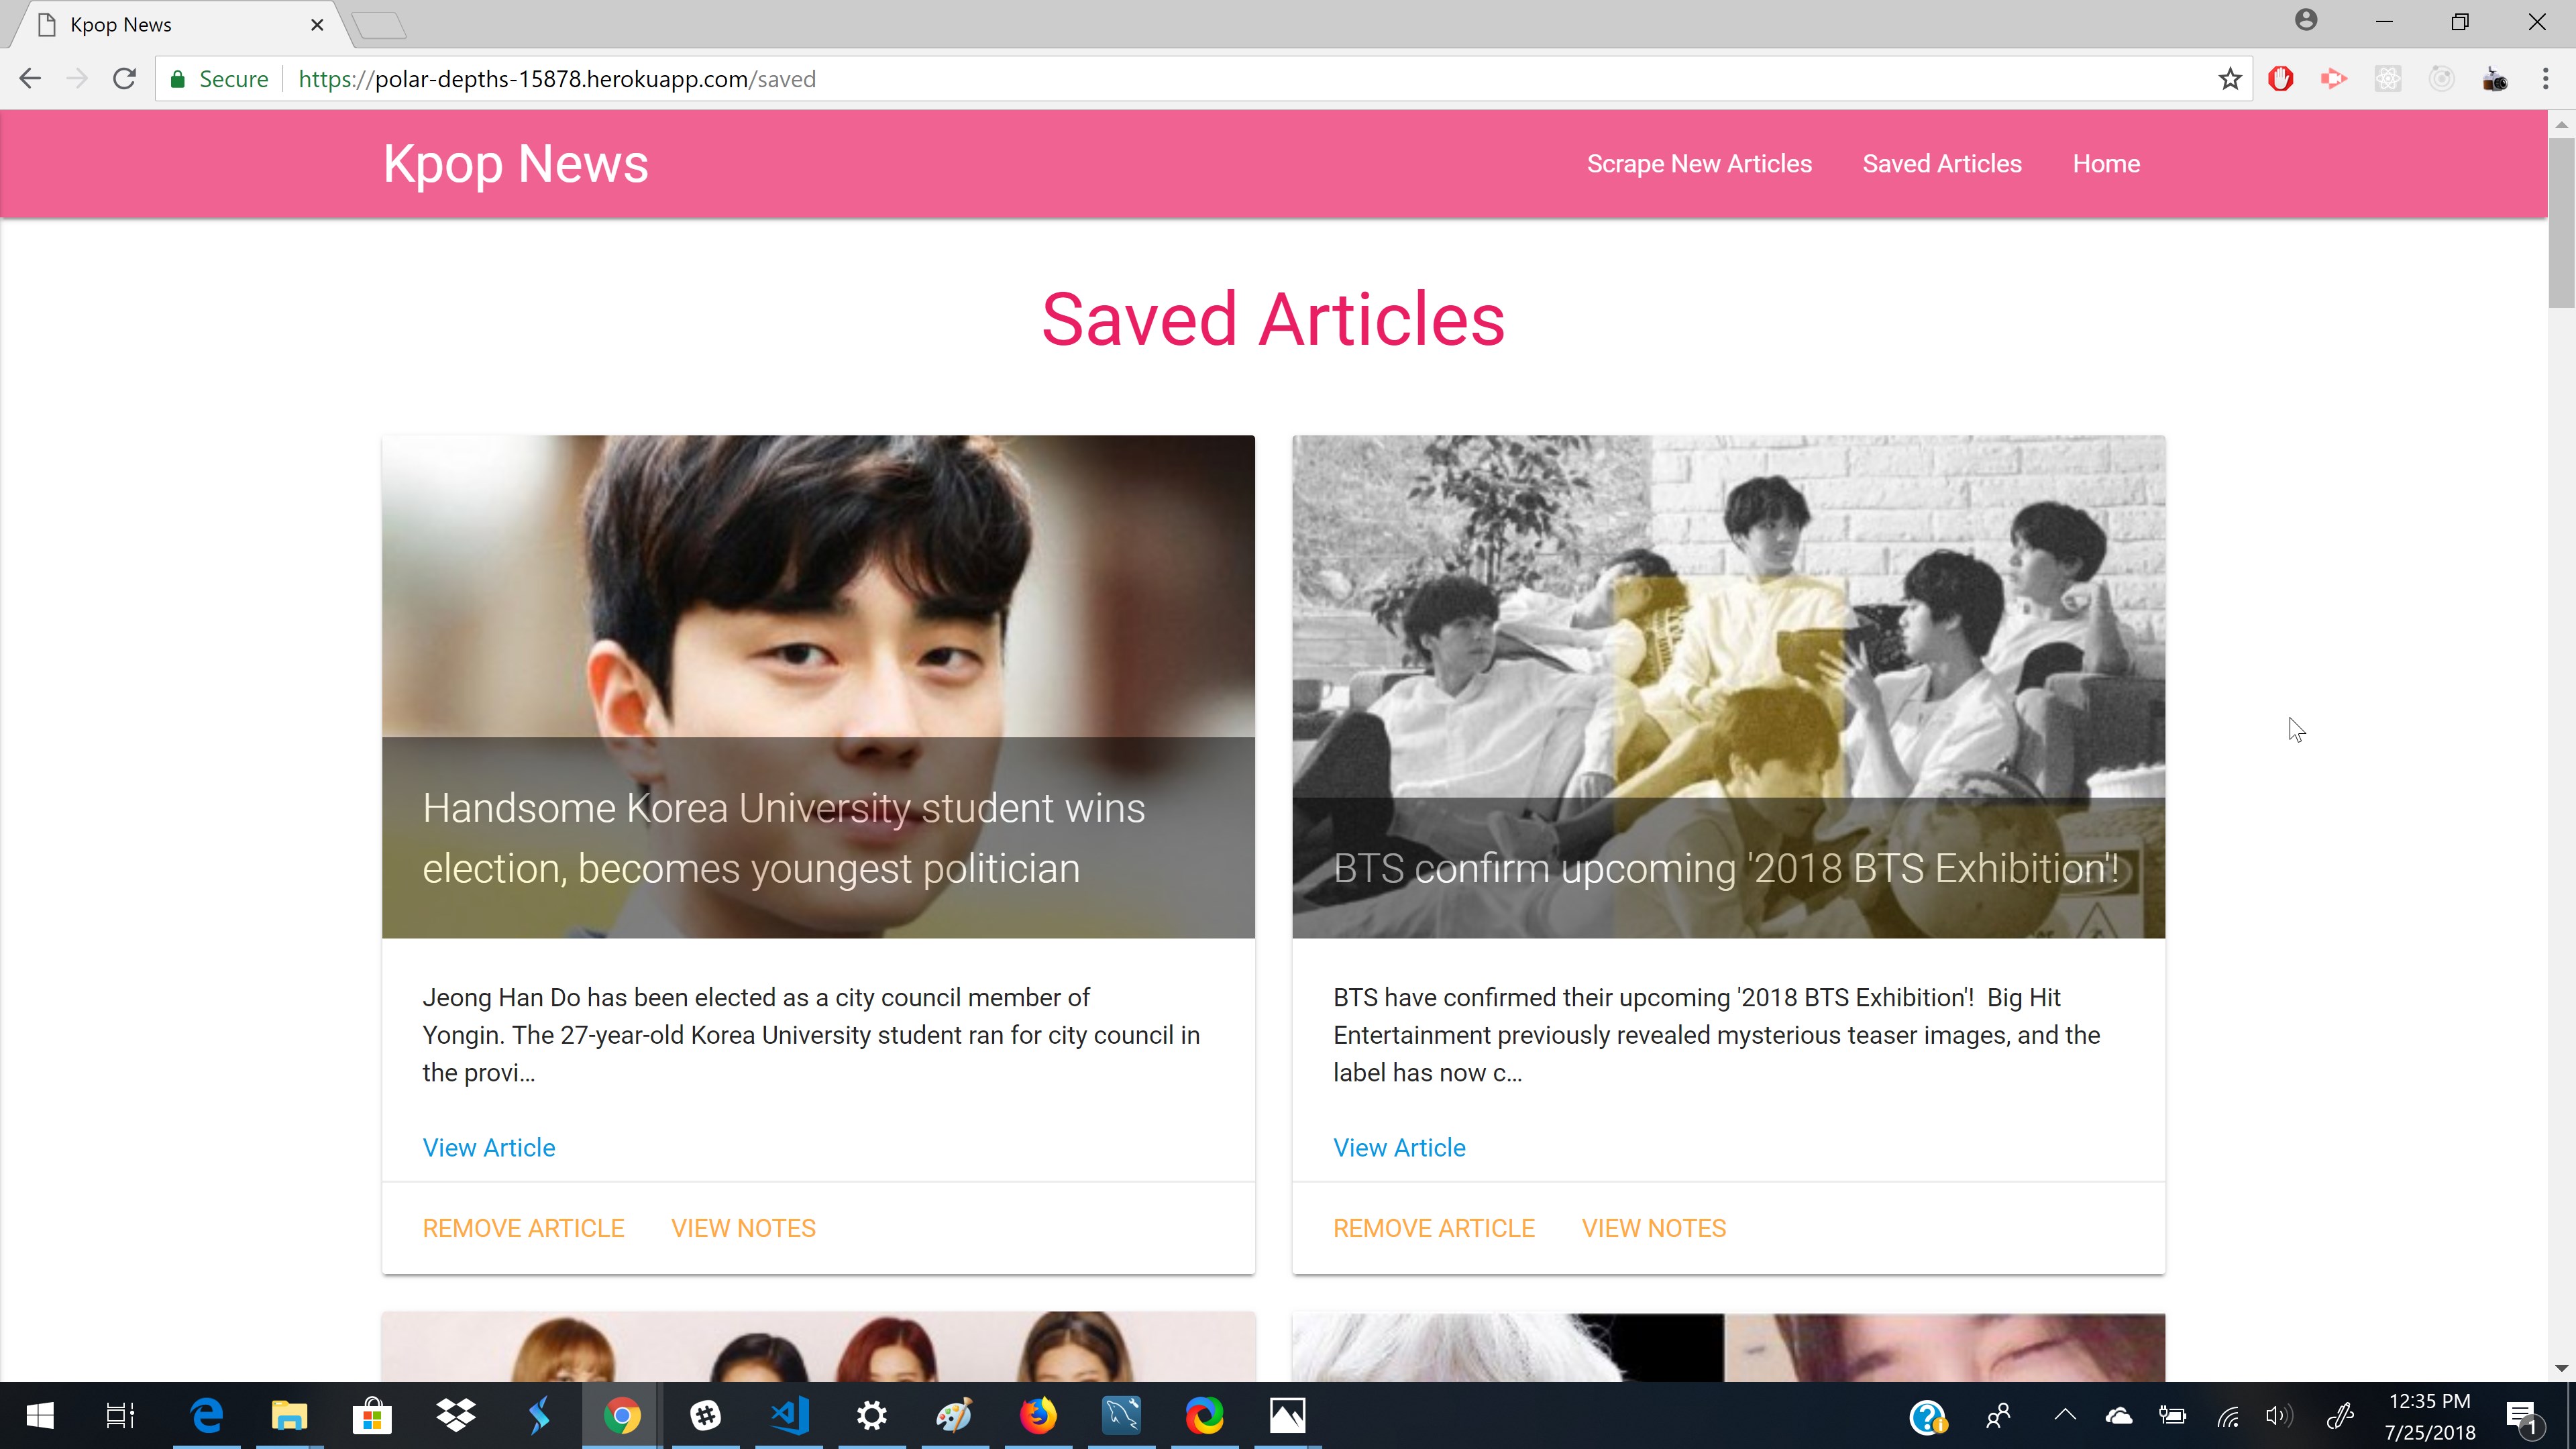 Kpop News
Secure
https://polar-depths-15878.herokuapp.com/saved
Kpop News
Scrape New Articles
Saved Articles
Home
Saved Articles
Handsome Korea University student wins
election, becomes youngest politician
Jeong Han Do has been elected as a city council member of
Yongin. The 27-year-old Korea University student ran for city council in
the provi...
View Article
REMOVE ARTICLE
VIEW NOTES
BTS confirm upcoming '2018 BTS Exhibition'!
BTS have confirmed their upcoming '2018 BTS Exhibition'!  Big Hit
Entertainment previously revealed mysterious teaser images, and the
label has now c...
View Article
REMOVE ARTICLE
VIEW NOTES
12:35 PM
7/25/2018
1